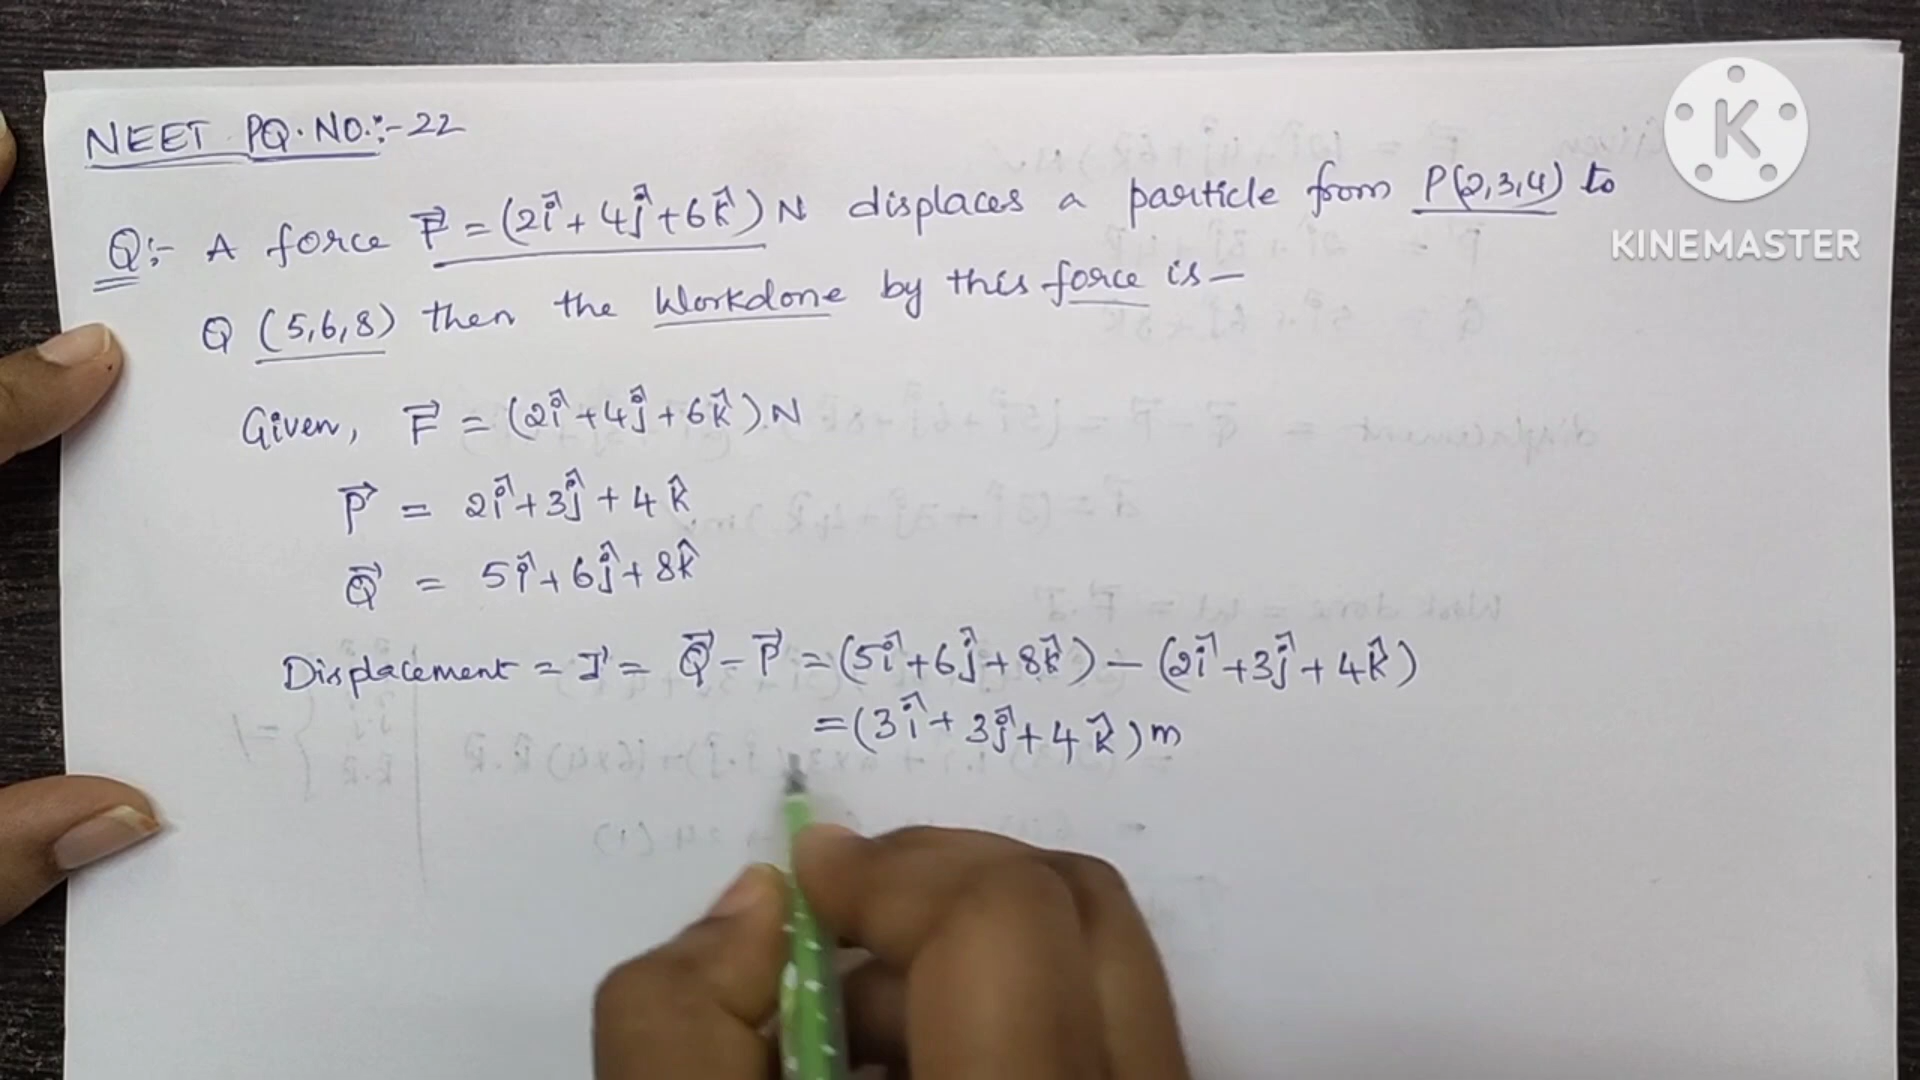 NEET PQ. NO.:-22
K
KINEMASTER
Q:- A force F⃗ = (2î + 4ĵ + 6k̂) N displaces a particle from P(2,3,4) to
Q (5,6,8) then the Workdone by this force is —
Given, F⃗ = (2î + 4ĵ + 6k̂) N
P⃗ = 2î + 3ĵ + 4k̂
Q⃗ = 5î + 6ĵ + 8k̂
Displacement = d⃗ = Q⃗ - P⃗ = (5î + 6ĵ + 8k̂) - (2î + 3ĵ + 4k̂)
= (3î + 3ĵ + 4k̂) m